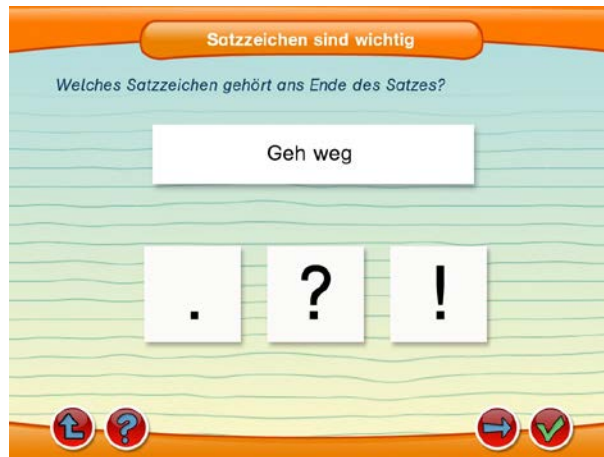 Satzzeichen sind wichtig
Welches Satzzeichen gehört ans Ende des Satzes?
Geh weg
. ? !
?